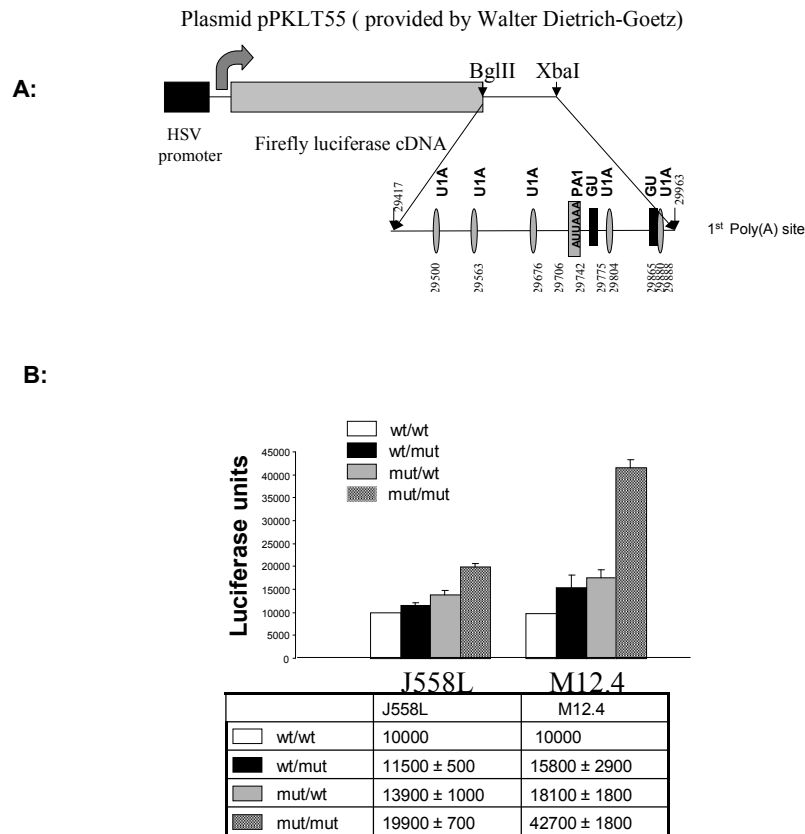 Plasmid pPKLT55 ( provided by Walter Dietrich-Goetz)
A:
BglII XbaI
HSV
promoter
Firefly luciferase cDNA
29417 U1A U1A U1A PA1 GU U1A GU U1A 29963
AUUAAA
1st Poly(A) site
29500 29563 29676 29706 29742 29775 29804 29865 29880 29888
B:
wt/wt
wt/mut
mut/wt
mut/mut
Luciferase units
45000
40000
35000
30000
25000
20000
15000
10000
5000
0
J558L M12.4
J558L M12.4
wt/wt 10000 10000
wt/mut 11500 ± 500 15800 ± 2900
mut/wt 13900 ± 1000 18100 ± 1800
mut/mut 19900 ± 700 42700 ± 1800